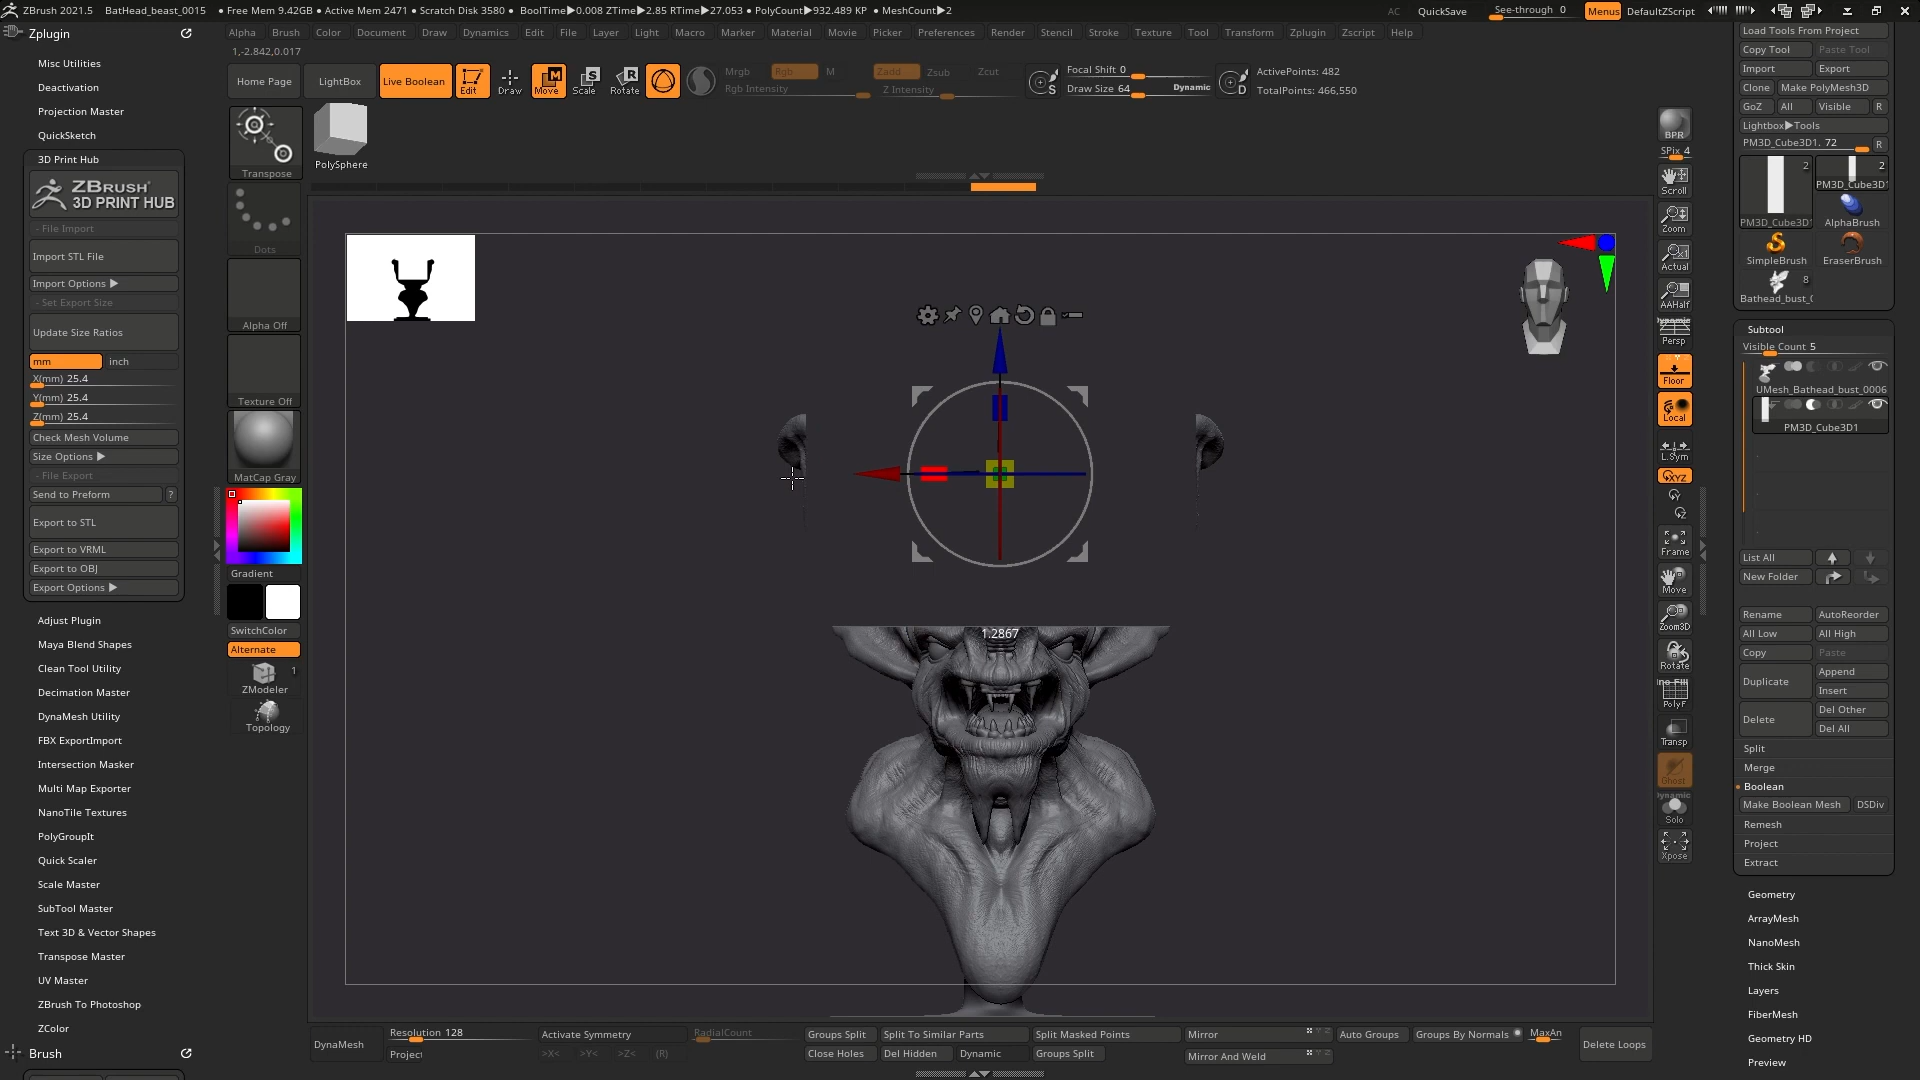 ZBrush 2021.5 BatHead_beast_0015 • Free Mem 9.42GB • Active Mem 2471 • Scratch Disk 3580 • BoolTime▶0.008 ZTime▶2.85 RTime▶27.053 • PolyCount▶932.489 KP • MeshCount▶2 AC QuickSave See-through 0 Menus DefaultZScript
Zplugin
Alpha Brush Color Document Draw Dynamics Edit File Layer Light Macro Marker Material Movie Picker Preferences Render Stencil Stroke Texture Tool Transform Zplugin Zscript Help
1,-2.842,0.017
Home Page LightBox Live Boolean Edit Draw Move Scale Rotate
Mrgb Rgb M
Rgb Intensity
Zadd Zsub Zcut
Z Intensity
Focal Shift 0
Draw Size 64 Dynamic
ActivePoints: 482
TotalPoints: 466,550
Misc Utilities
Deactivation
Projection Master
QuickSketch
3D Print Hub
ZBRUSH®
3D PRINT HUB
- File Import
Import STL File
Import Options ▶
- Set Export Size
Update Size Ratios
mm inch
X(mm) 25.4
Y(mm) 25.4
Z(mm) 25.4
Check Mesh Volume
Size Options ▶
- File Export
Send to Preform ?
Export to STL
Export to VRML
Export to OBJ
Export Options ▶
Adjust Plugin
Maya Blend Shapes
Clean Tool Utility
Decimation Master
DynaMesh Utility
FBX ExportImport
Intersection Masker
Multi Map Exporter
NanoTile Textures
PolyGroupIt
Quick Scaler
Scale Master
SubTool Master
Text 3D & Vector Shapes
Transpose Master
UV Master
ZBrush To Photoshop
ZColor
Brush
Transpose
PolySphere
Dots
Alpha Off
Texture Off
MatCap Gray
Gradient
SwitchColor
Alternate
1
ZModeler
Topology
1.2867
BPR
SPix 4
Scroll
Zoom
Actual
AAHalf
Dynamic
Persp
Floor
Local
L.Sym
XYZ
Y
Z
Frame
Move
Zoom3D
Rotate
PolyF
Transp
Ghost
Dynamic
Solo
Xpose
Load Tools From Project
Copy Tool Paste Tool
Import Export
Clone Make PolyMesh3D
GoZ All Visible R
Lightbox▶Tools
PM3D_Cube3D1. 72 R
2 2
PM3D_Cube3D1
PM3D_Cube3D1 AlphaBrush
SimpleBrush EraserBrush
8
Bathead_bust_0
Subtool
Visible Count 5
UMesh_Bathead_bust_0006
PM3D_Cube3D1
List All
New Folder
Rename AutoReorder
All Low All High
Copy Paste
Duplicate Append
Insert
Delete Del Other
Del All
Split
Merge
Boolean
Make Boolean Mesh DSDiv
Remesh
Project
Extract
Geometry
ArrayMesh
NanoMesh
Thick Skin
Layers
FiberMesh
Geometry HD
Preview
DynaMesh
Resolution 128
Project
Activate Symmetry
>X< >Y< >Z< (R)
RadialCount
Groups Split Split To Similar Parts Split Masked Points Mirror Auto Groups Groups By Normals MaxAn
Close Holes Del Hidden Dynamic Groups Split Mirror And Weld Delete Loops